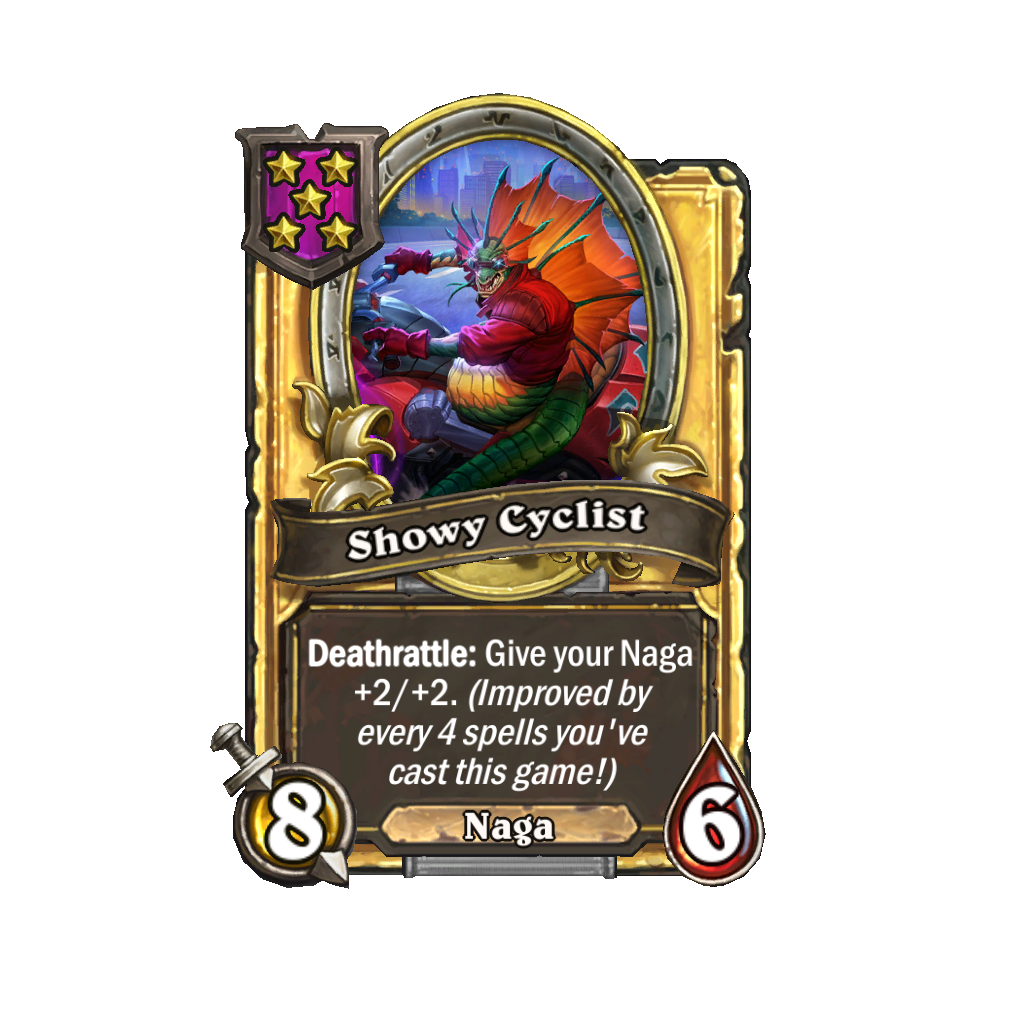 Showy Cyclist
Deathrattle: Give your Naga
+2/+2. (Improved by
every 4 spells you've
cast this game!)
8
Naga
6